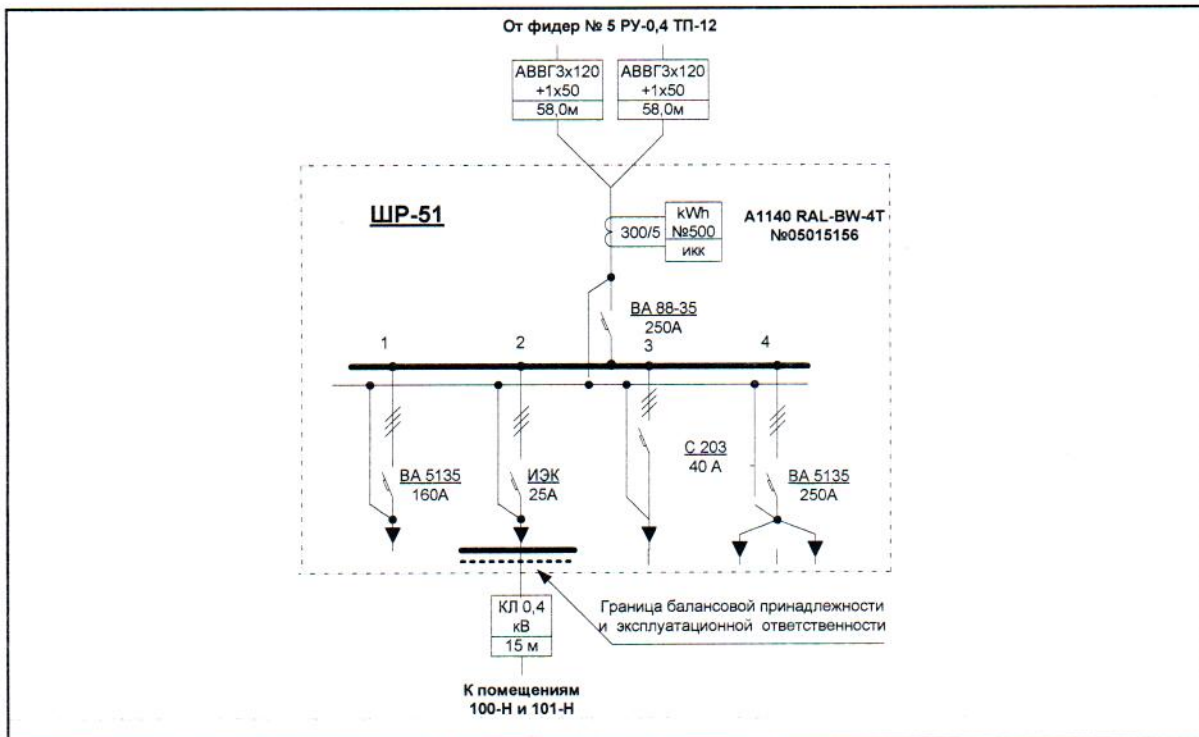 От фидер № 5 РУ-0,4 ТП-12
АВВГ3х120
+1х50
58,0м
АВВГ3х120
+1х50
58,0м
ШР-51
300/5
kWh
№500
икк
А1140 RAL-BW-4T
№05015156
ВА 88-35
250А
1
2
3
4
ВА 5135
160А
ИЭК
25А
С 203
40 А
ВА 5135
250А
КЛ 0,4
кВ
15 м
Граница балансовой принадлежности
и эксплуатационной ответственности
К помещениям
100-Н и 101-Н